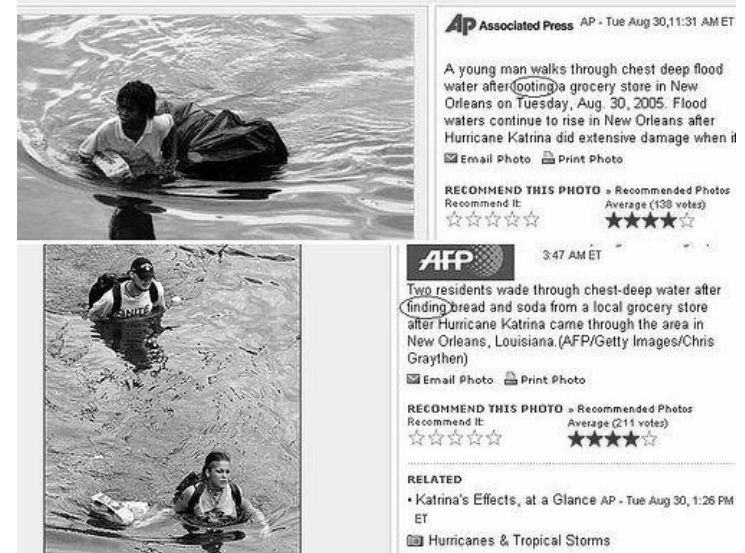 AP Associated Press AP - Tue Aug 30, 11:31 AM ET
A young man walks through chest deep flood
water after looting a grocery store in New
Orleans on Tuesday, Aug. 30, 2005. Flood
waters continue to rise in New Orleans after
Hurricane Katrina did extensive damage when
Email Photo Print Photo
RECOMMEND THIS PHOTO » Recommended Photos
Recommend It: Average (138 votes)
AFP 3:47 AM ET
Two residents wade through chest-deep water after
finding bread and soda from a local grocery store
after Hurricane Katrina came through the area in
New Orleans, Louisiana.(AFP/Getty Images/Chris
Graythen)
Email Photo Print Photo
RECOMMEND THIS PHOTO » Recommended Photos
Recommend It: Average (211 votes)
RELATED
• Katrina's Effects, at a Glance AP - Tue Aug 30, 1:26 PM
ET
Hurricanes & Tropical Storms